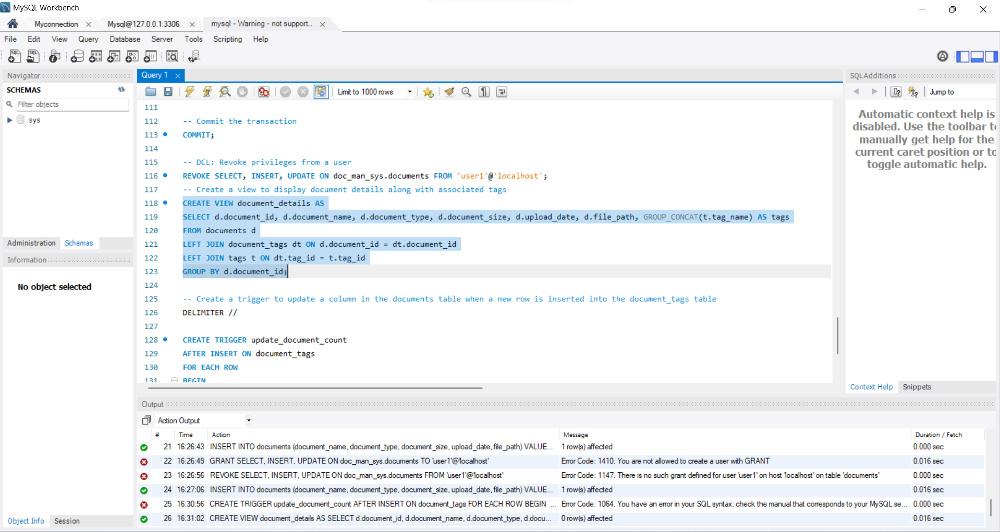 MySQL Workbench
Myconnection
Mysql@127.0.0.1:3306
mysql - Warning - not support...
File Edit View Query Database Server Tools Scripting Help
Navigator
SCHEMAS
Filter objects
sys
Administration Schemas
Information
No object selected
Object Info Session
Query 1
Limit to 1000 rows
111
112 -- Commit the transaction
113 COMMIT;
114
115 -- DCL: Revoke privileges from a user
116 REVOKE SELECT, INSERT, UPDATE ON doc_man_sys.documents FROM 'user1'@'localhost';
117 -- Create a view to display document details along with associated tags
118 CREATE VIEW document_details AS
119 SELECT d.document_id, d.document_name, d.document_type, d.document_size, d.upload_date, d.file_path, GROUP_CONCAT(t.tag_name) AS tags
120 FROM documents d
121 LEFT JOIN document_tags dt ON d.document_id = dt.document_id
122 LEFT JOIN tags t ON dt.tag_id = t.tag_id
123 GROUP BY d.document_id;
124
125 -- Create a trigger to update a column in the documents table when a new row is inserted into the document_tags table
126 DELIMITER //
127
128 CREATE TRIGGER update_document_count
129 AFTER INSERT ON document_tags
130 FOR EACH ROW
131 BEGIN
SQLAdditions
Jump to
Automatic context help is
disabled. Use the toolbar to
manually get help for the
current caret position or to
toggle automatic help.
Context Help Snippets
Output
Action Output
# Time Action Message Duration / Fetch
21 16:26:43 INSERT INTO documents (document_name, document_type, document_size, upload_date, file_path) VALUE... 1 row(s) affected 0.000 sec
22 16:26:49 GRANT SELECT, INSERT, UPDATE ON doc_man_sys.documents TO 'user1'@'localhost' Error Code: 1410. You are not allowed to create a user with GRANT 0.016 sec
23 16:26:56 REVOKE SELECT, INSERT, UPDATE ON doc_man_sys.documents FROM 'user1'@'localhost' Error Code: 1147. There is no such grant defined for user 'user1' on host 'localhost' on table 'documents' 0.000 sec
24 16:27:06 INSERT INTO documents (document_name, document_type, document_size, upload_date, file_path) VALUE... 1 row(s) affected 0.016 sec
25 16:30:56 CREATE TRIGGER update_document_count AFTER INSERT ON document_tags FOR EACH ROW BEGIN ... Error Code: 1064. You have an error in your SQL syntax; check the manual that corresponds to your MySQL se... 0.000 sec
26 16:31:02 CREATE VIEW document_details AS SELECT d.document_id, d.document_name, d.document_type, d.docu... 0 row(s) affected 0.016 sec